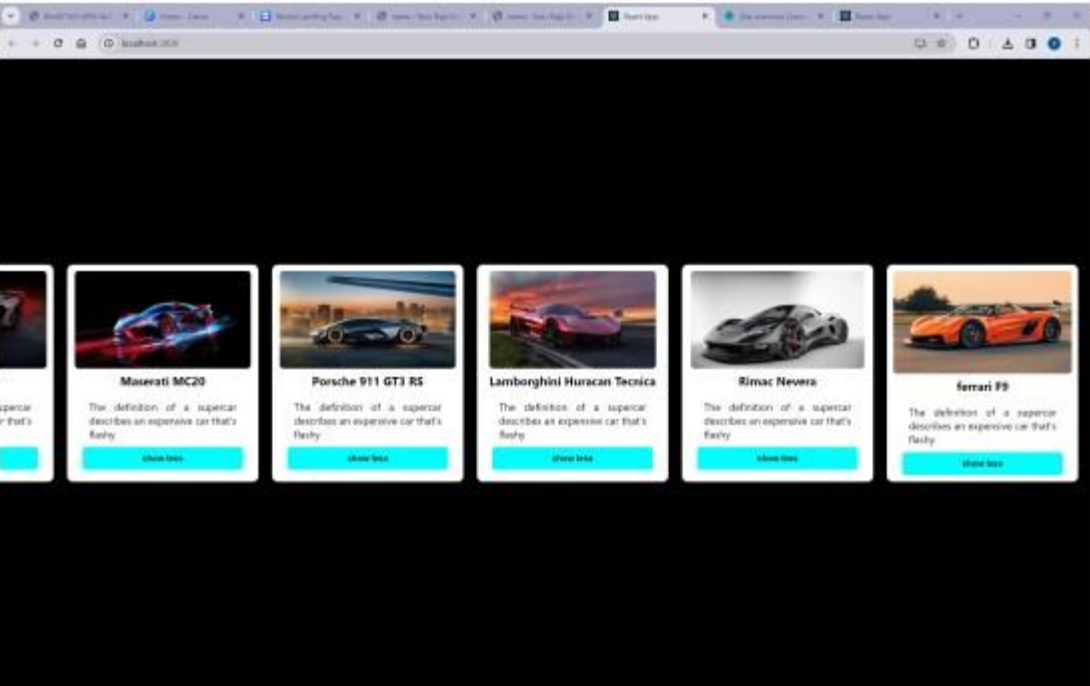 React App
React App
localhost:3000
Maserati MC20
The definition of a supercar
describes an expensive car that's
flashy
show less
Porsche 911 GT3 RS
The definition of a supercar
describes an expensive car that's
flashy
show less
Lamborghini Huracan Tecnica
The definition of a supercar
describes an expensive car that's
flashy
show less
Rimac Nevera
The definition of a supercar
describes an expensive car that's
flashy
show less
ferrari F9
The definition of a supercar
describes an expensive car that's
flashy
show less